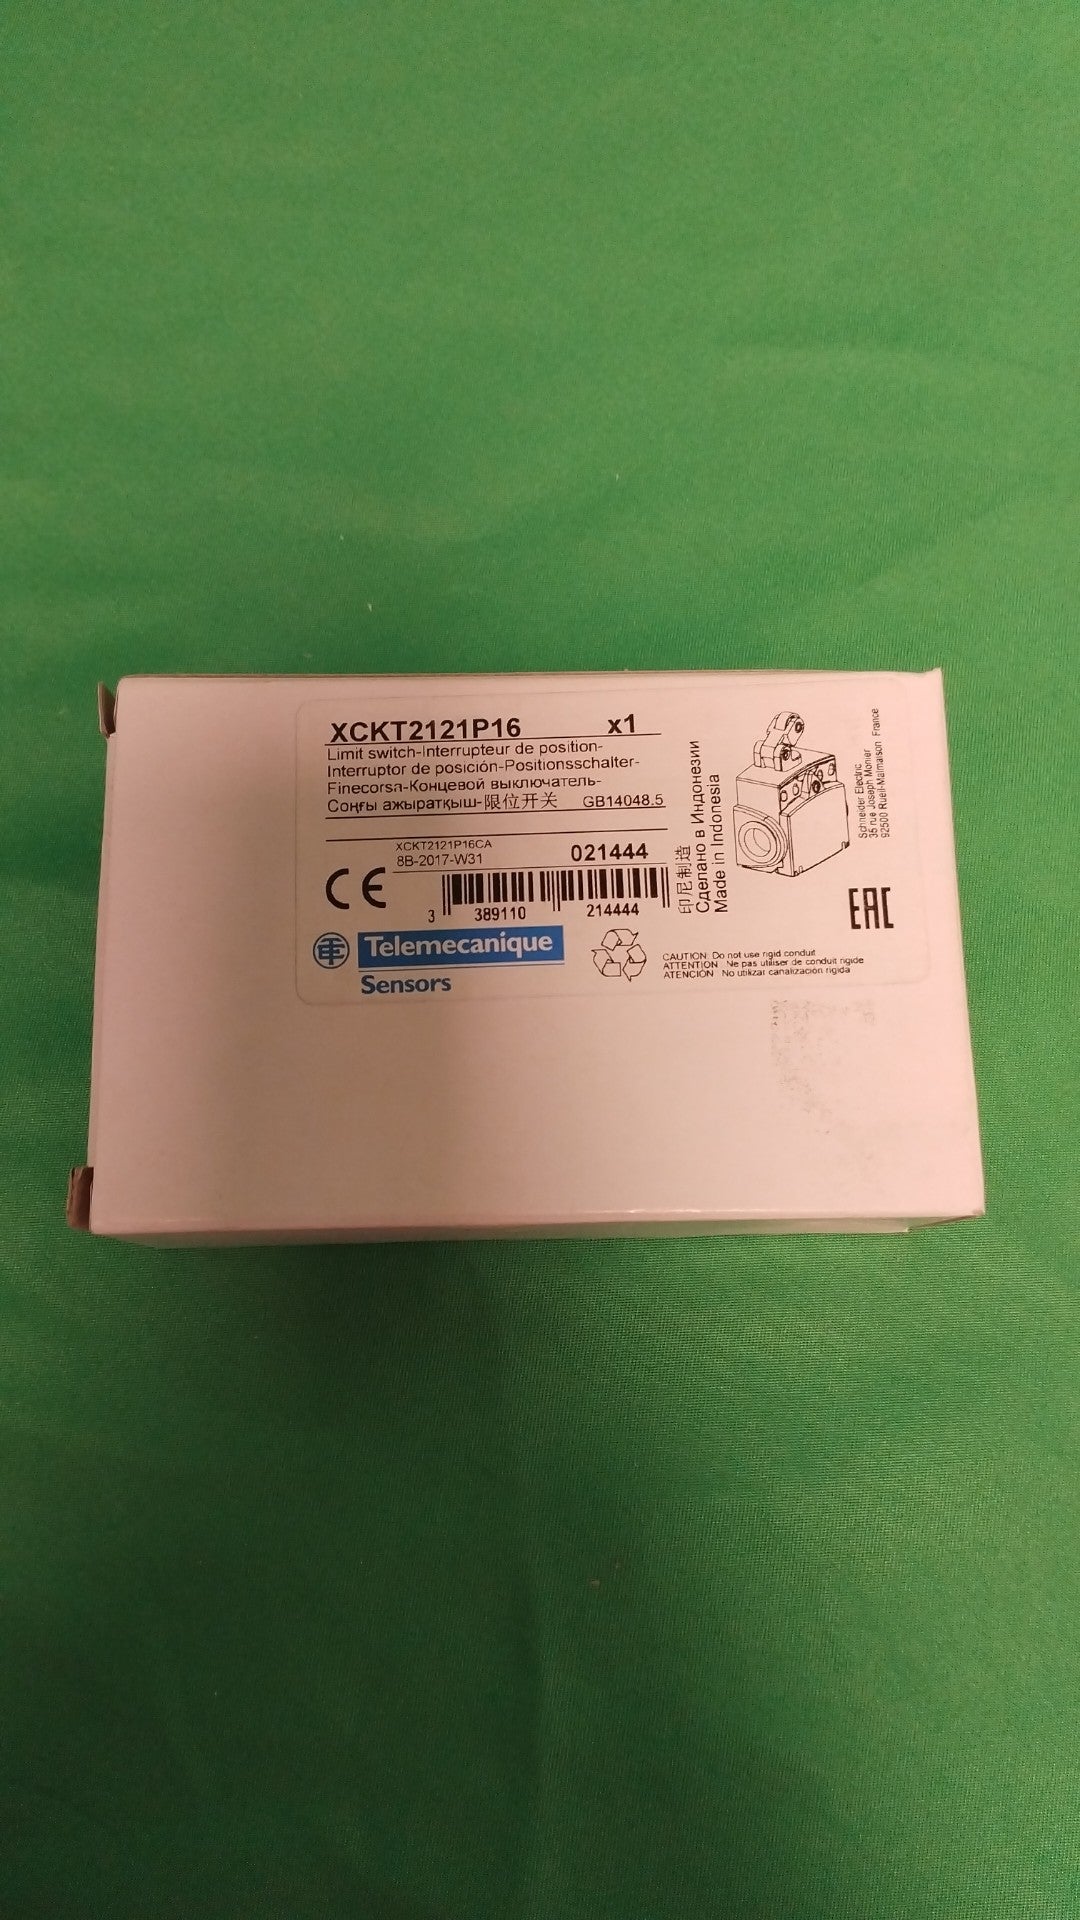 XCKT2121P16 x1
Limit switch-Interrupteur de position-
Interruptor de posición-Positionsschalter-
Finecorsa-Концевой выключатель-
Соңғы ажыратқыш-限位开关 GB14048.5
XCKT2121P16CA
8B-2017-W31
021444
CE
3 389110 214444
Telemecanique
Sensors
印尼制造
Сделано в Индонезии
Made in Indonesia
Schneider Electric
35 rue Joseph Monier
92500 Rueil-Malmaison France
EAC
CAUTION: Do not use rigid conduit
ATTENTION Ne pas utiliser de conduit rigide
ATENCIÓN No utilizar canalización rigida